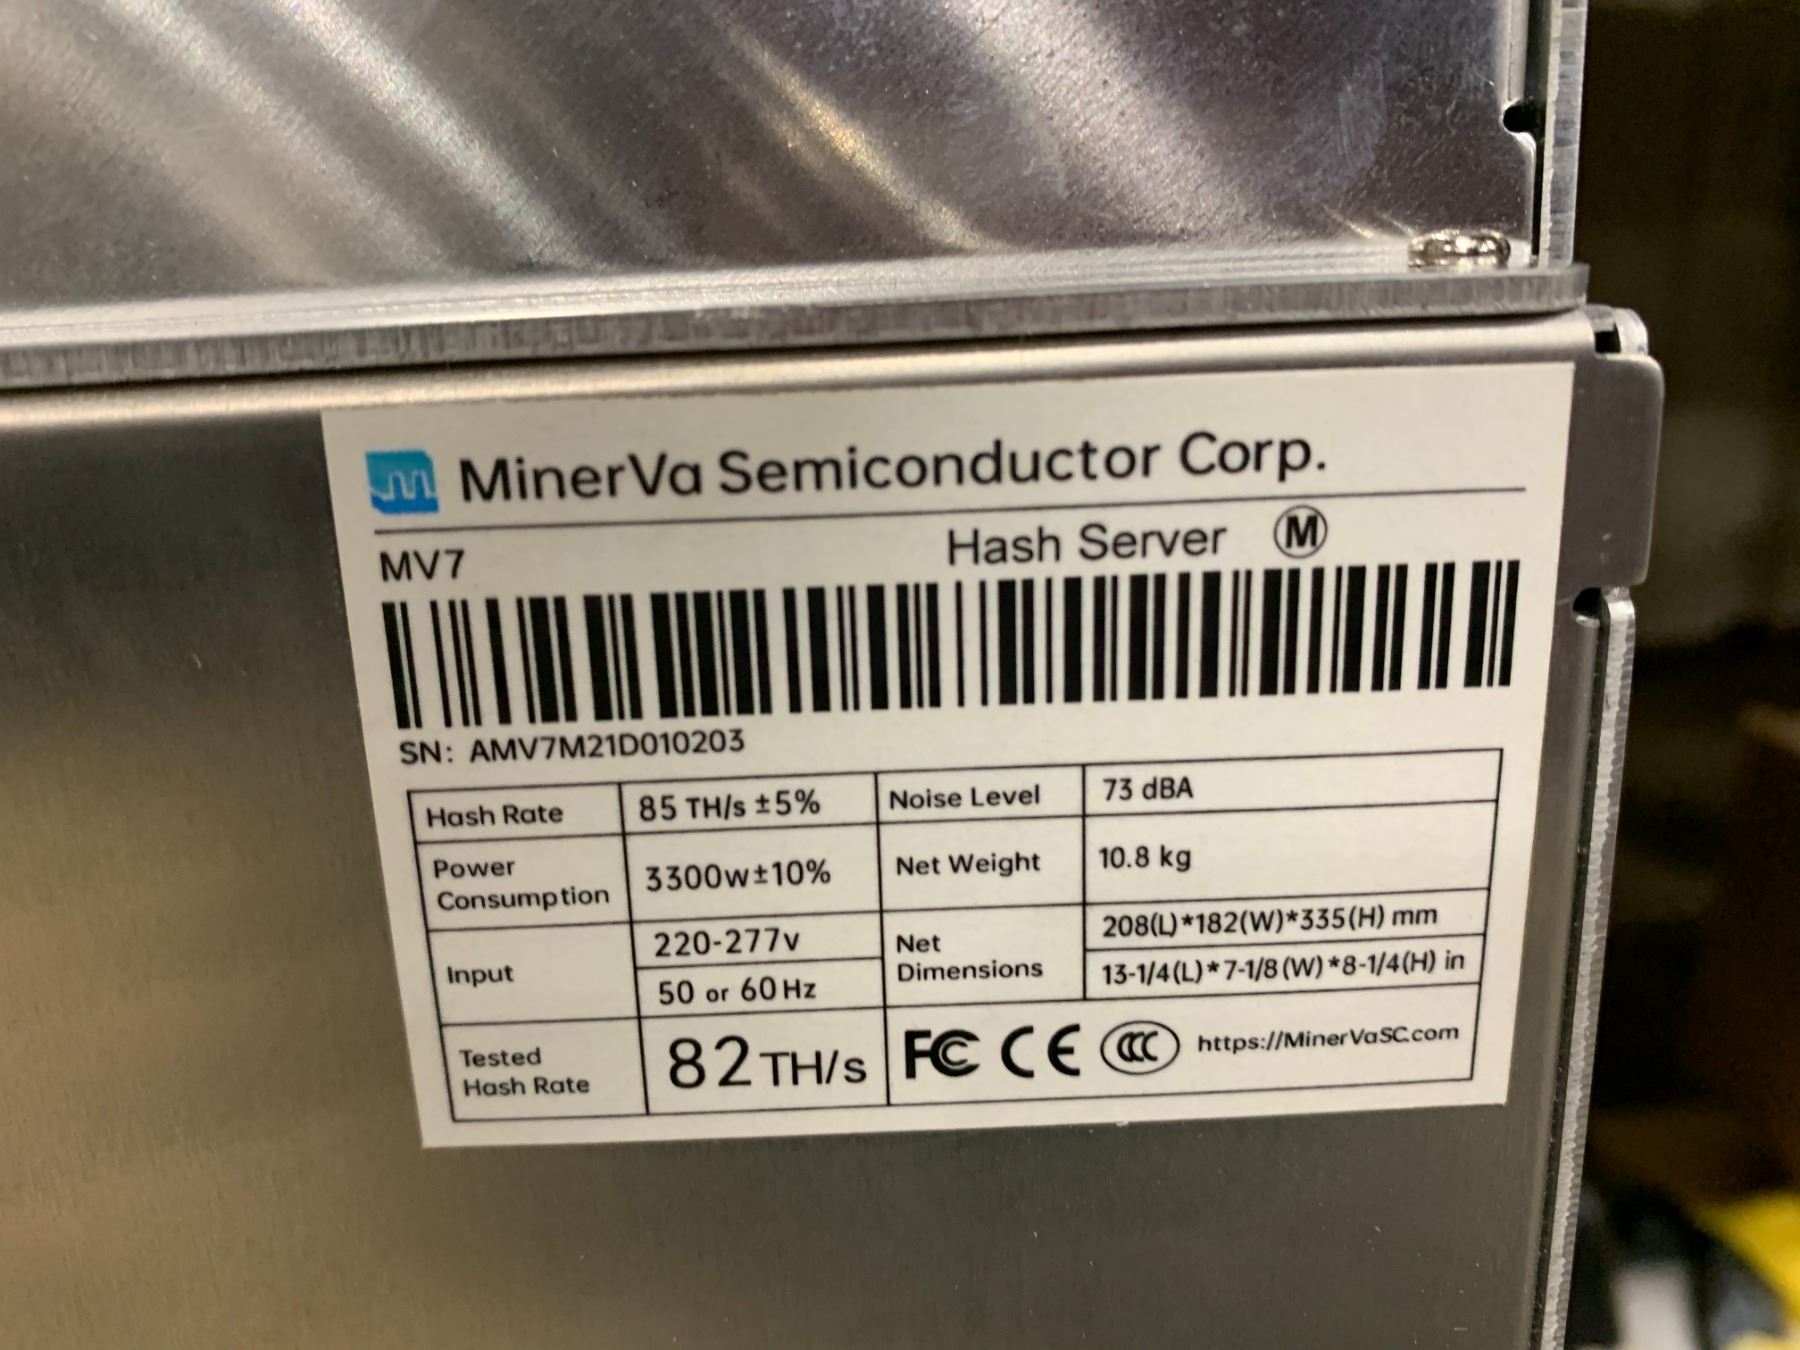 MinerVa Semiconductor Corp.
MV7 Hash Server M
SN: AMV7M21D010203
Hash Rate 85 TH/s ±5% Noise Level 73 dBA
Power Consumption 3300w±10% Net Weight 10.8 kg
Input 220-277v Net Dimensions 208(L)*182(W)*335(H) mm
50 or 60Hz 13-1/4(L)*7-1/8(W)*8-1/4(H) in
Tested Hash Rate 82TH/s FC CE CCC https://MinerVaSC.com